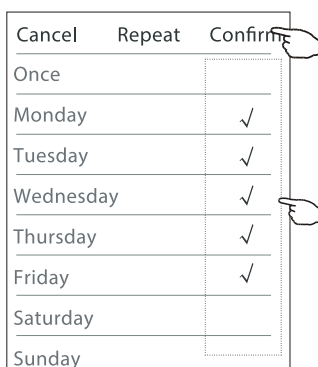 Cancel Repeat Confirm
Once
Monday √
Tuesday √
Wednesday √
Thursday √
Friday √
Saturday
Sunday